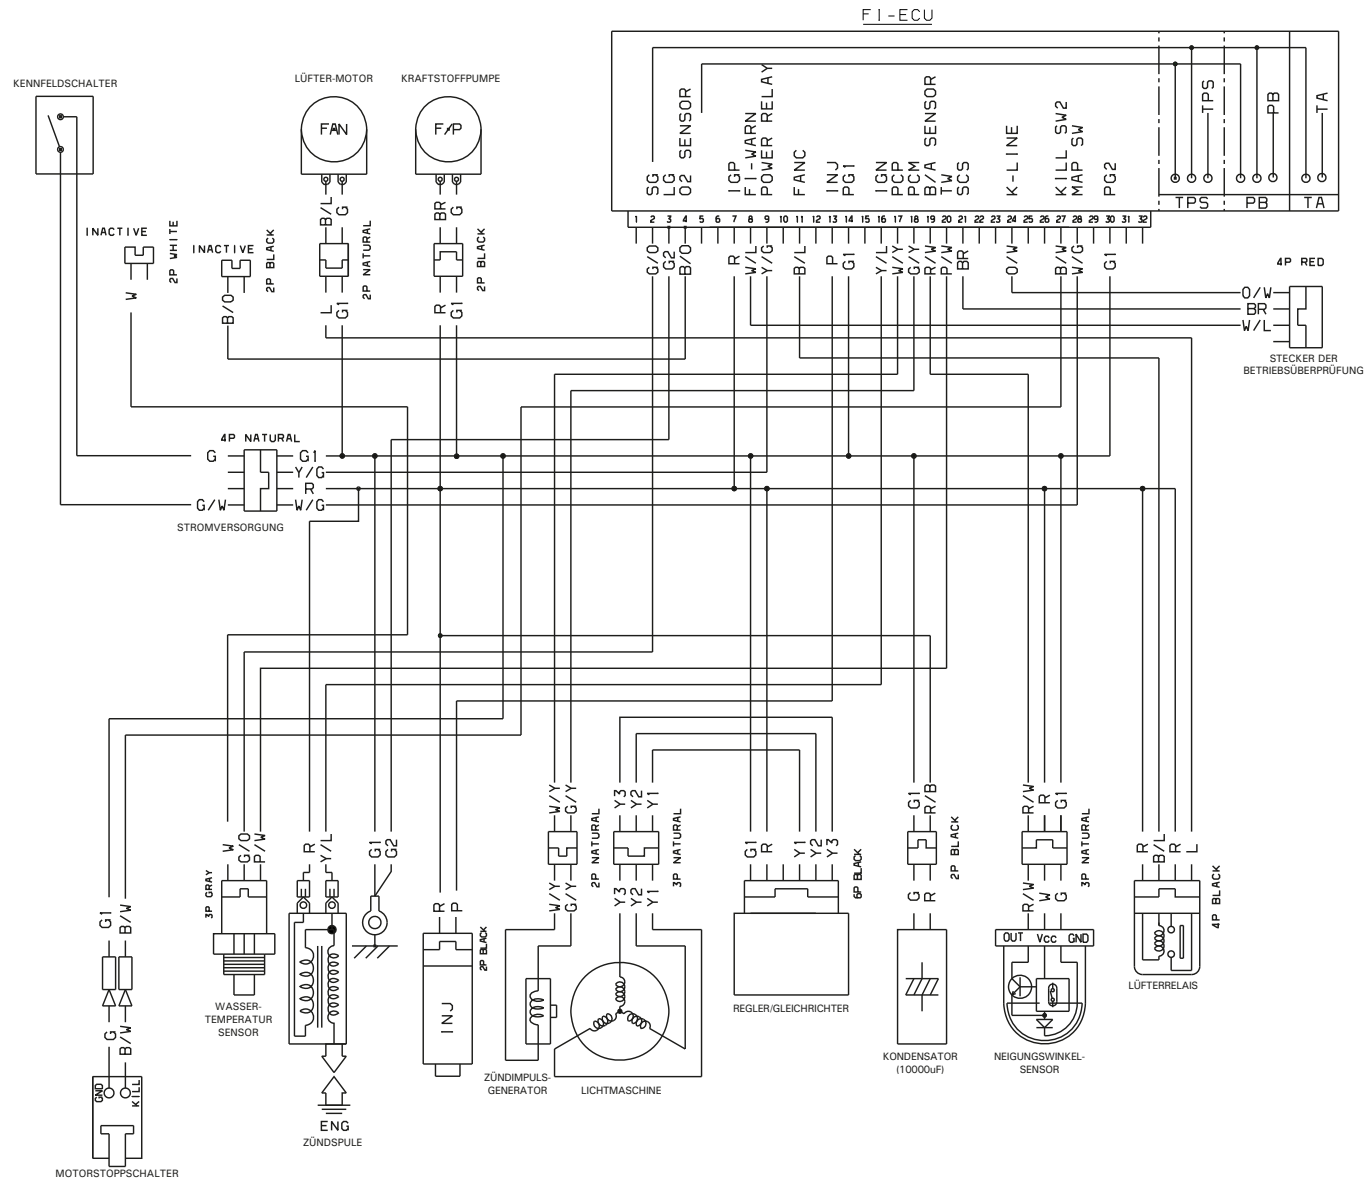 FI-ECU
KENNFELDSCHALTER
LÜFTER-MOTOR
KRAFTSTOFFPUMPE
FAN
F/P
SG
LG
O2 SENSOR
IGP
FI-WARN
POWER RELAY
FANC
INJ
PG1
IGN
PCP
PCM
B/A SENSOR
TW
SCS
K-LINE
KILL SW2
MAP SW
PG2
TPS
PB
TA
TPS
PB
TA
1 2 3 4 5 6 7 8 9 10 11 12 13 14 15 16 17 18 19 20 21 22 23 24 25 26 27 28 29 30 31 32
B/L
G
BR
G
INACTIVE
2P WHITE
INACTIVE
2P BLACK
2P NATURAL
2P BLACK
G/O
G2
B/O
R
W/L
Y/G
B/L
P
G1
Y/L
W/Y
G/Y
R/W
P/W
BR
O/W
B/W
W/G
G1
4P RED
O/W
BR
W/L
STECKER DER
BETRIEBSÜBERPRÜFUNG
W
B/O
L
G1
R
G1
4P NATURAL
G
G1
Y/G
R
G/W
W/G
STROMVERSORGUNG
W
G/O
P/W
3P GRAY
R
Y/L
G1
G2
W/Y
G/Y
2P NATURAL
W/Y
G/Y
Y3
Y2
Y1
3P NATURAL
Y3
Y2
Y1
G1
R
Y1
Y2
Y3
6P BLACK
G1
R/B
2P BLACK
G
R
R/W
R
G1
3P NATURAL
R/W
W
G
OUT
Vcc
GND
R
B/L
R
L
4P BLACK
G1
B/W
R
P
2P BLACK
INJ
WASSER-
TEMPERATUR
SENSOR
REGLER/GLEICHRICHTER
LÜFTERRELAIS
G
B/W
GND
KILL
ZÜNDIMPULS-
GENERATOR
LICHTMASCHINE
KONDENSATOR
(10000uF)
NEIGUNGSWINKEL-
SENSOR
ENG
ZÜNDSPULE
MOTORSTOPPSCHALTER